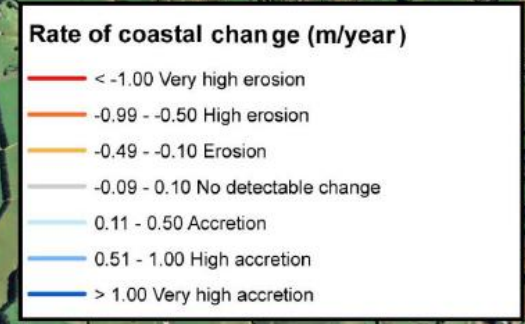 Rate of coastal change (m/year)
< -1.00 Very high erosion
-0.99 - -0.50 High erosion
-0.49 - -0.10 Erosion
-0.09 - 0.10 No detectable change
0.11 - 0.50 Accretion
0.51 - 1.00 High accretion
> 1.00 Very high accretion